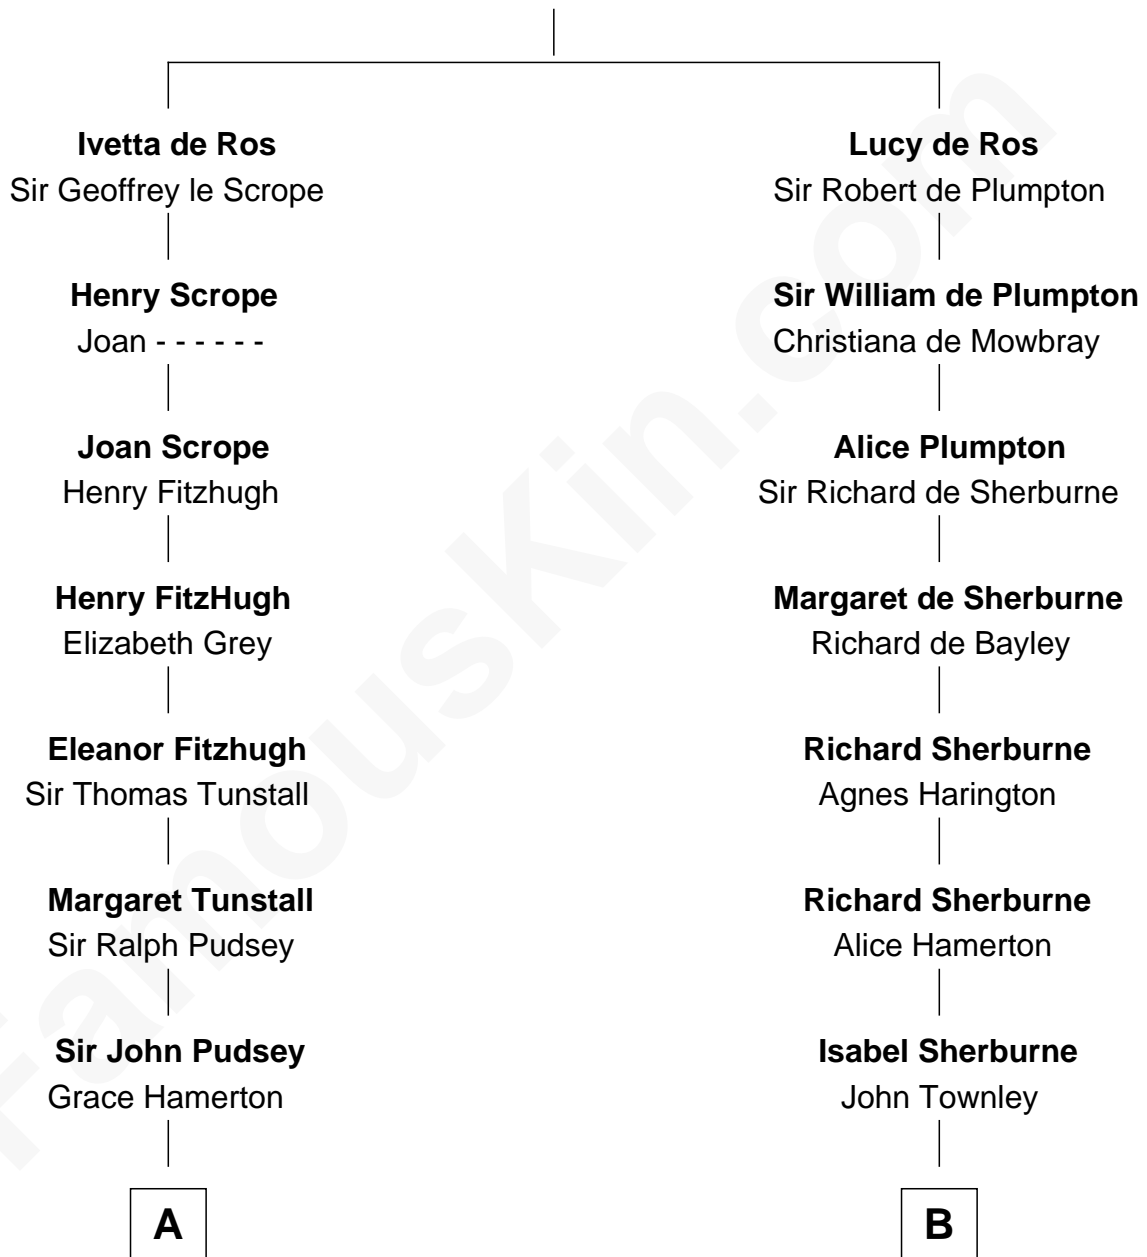 Ivetta de Ros
Sir Geoffrey le Scrope
Lucy de Ros
Sir Robert de Plumpton
Henry Scrope
Joan - - - - - -
Sir William de Plumpton
Christiana de Mowbray
Joan Scrope
Henry Fitzhugh
Alice Plumpton
Sir Richard de Sherburne
Henry FitzHugh
Elizabeth Grey
Margaret de Sherburne
Richard de Bayley
Eleanor Fitzhugh
Sir Thomas Tunstall
Richard Sherburne
Agnes Harington
Margaret Tunstall
Sir Ralph Pudsey
Richard Sherburne
Alice Hamerton
Sir John Pudsey
Grace Hamerton
Isabel Sherburne
John Townley
A
B
FamousKin.com